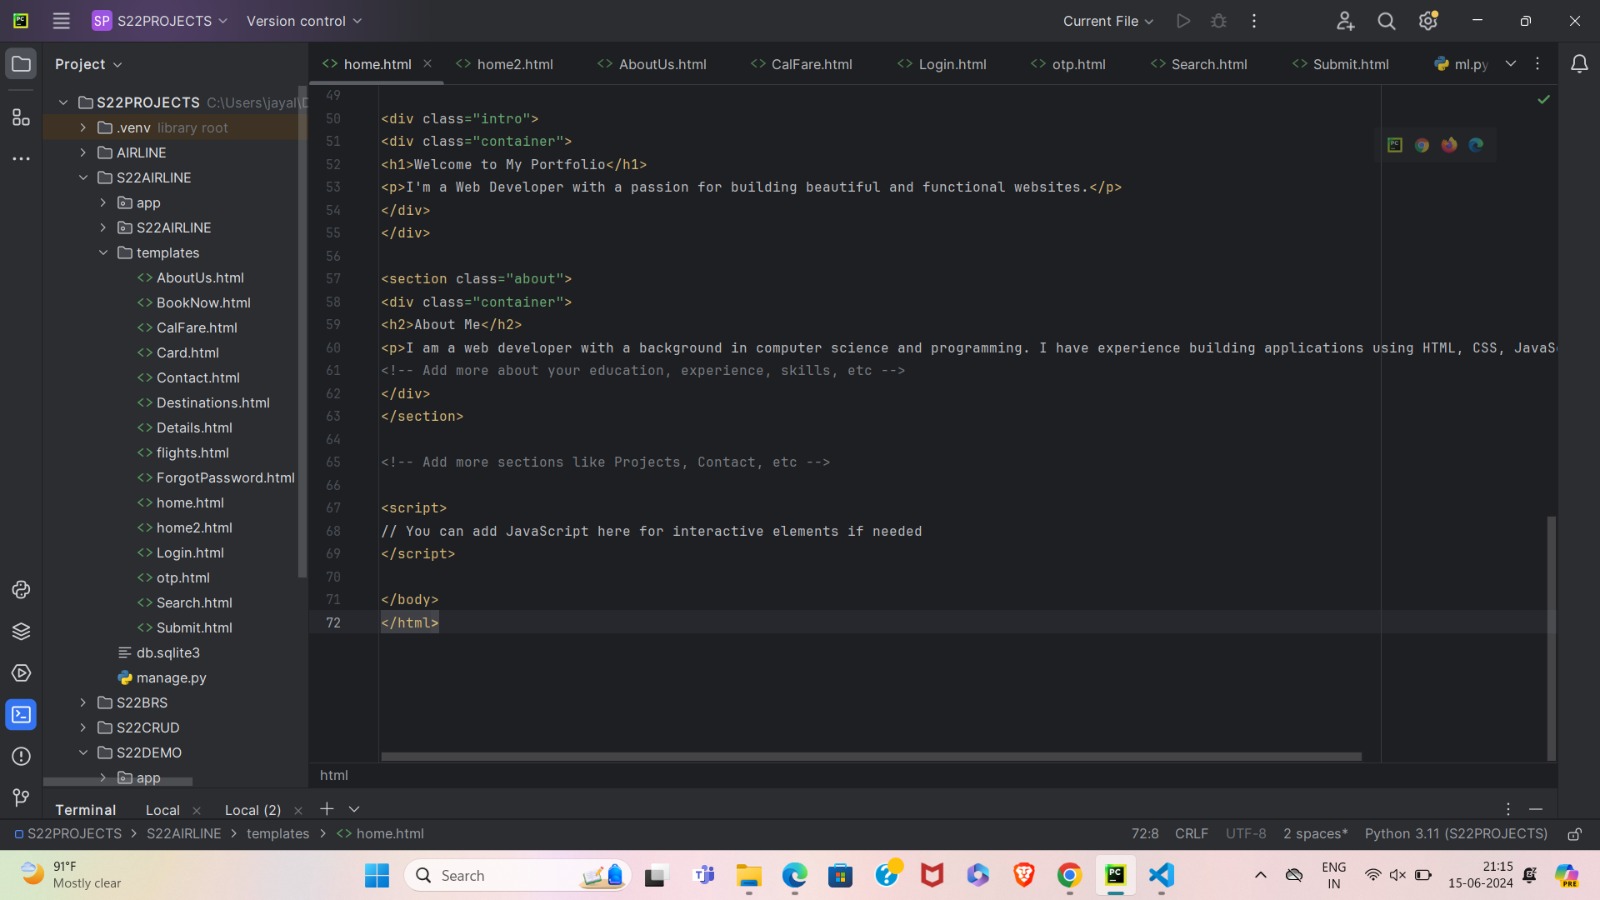 SP S22PROJECTS Version control Current File
Project
home.html home2.html AboutUs.html CalFare.html Login.html otp.html Search.html Submit.html ml.py
S22PROJECTS C:\Users\jayal\
.venv library root
AIRLINE
S22AIRLINE
app
S22AIRLINE
templates
AboutUs.html
BookNow.html
CalFare.html
Card.html
Contact.html
Destinations.html
Details.html
flights.html
ForgotPassword.html
home.html
home2.html
Login.html
otp.html
Search.html
Submit.html
db.sqlite3
manage.py
S22BRS
S22CRUD
S22DEMO
app
49
50 <div class="intro">
51 <div class="container">
52 <h1>Welcome to My Portfolio</h1>
53 <p>I'm a Web Developer with a passion for building beautiful and functional websites.</p>
54 </div>
55 </div>
56
57 <section class="about">
58 <div class="container">
59 <h2>About Me</h2>
60 <p>I am a web developer with a background in computer science and programming. I have experience building applications using HTML, CSS, JavaS
61 <!-- Add more about your education, experience, skills, etc -->
62 </div>
63 </section>
64
65 <!-- Add more sections like Projects, Contact, etc -->
66
67 <script>
68 // You can add JavaScript here for interactive elements if needed
69 </script>
70
71 </body>
72 </html>
html
Terminal Local Local (2)
S22PROJECTS > S22AIRLINE > templates > home.html 72:8 CRLF UTF-8 2 spaces* Python 3.11 (S22PROJECTS)
91°F
Mostly clear
Search
PC
PRE
ENG
IN
21:15
15-06-2024